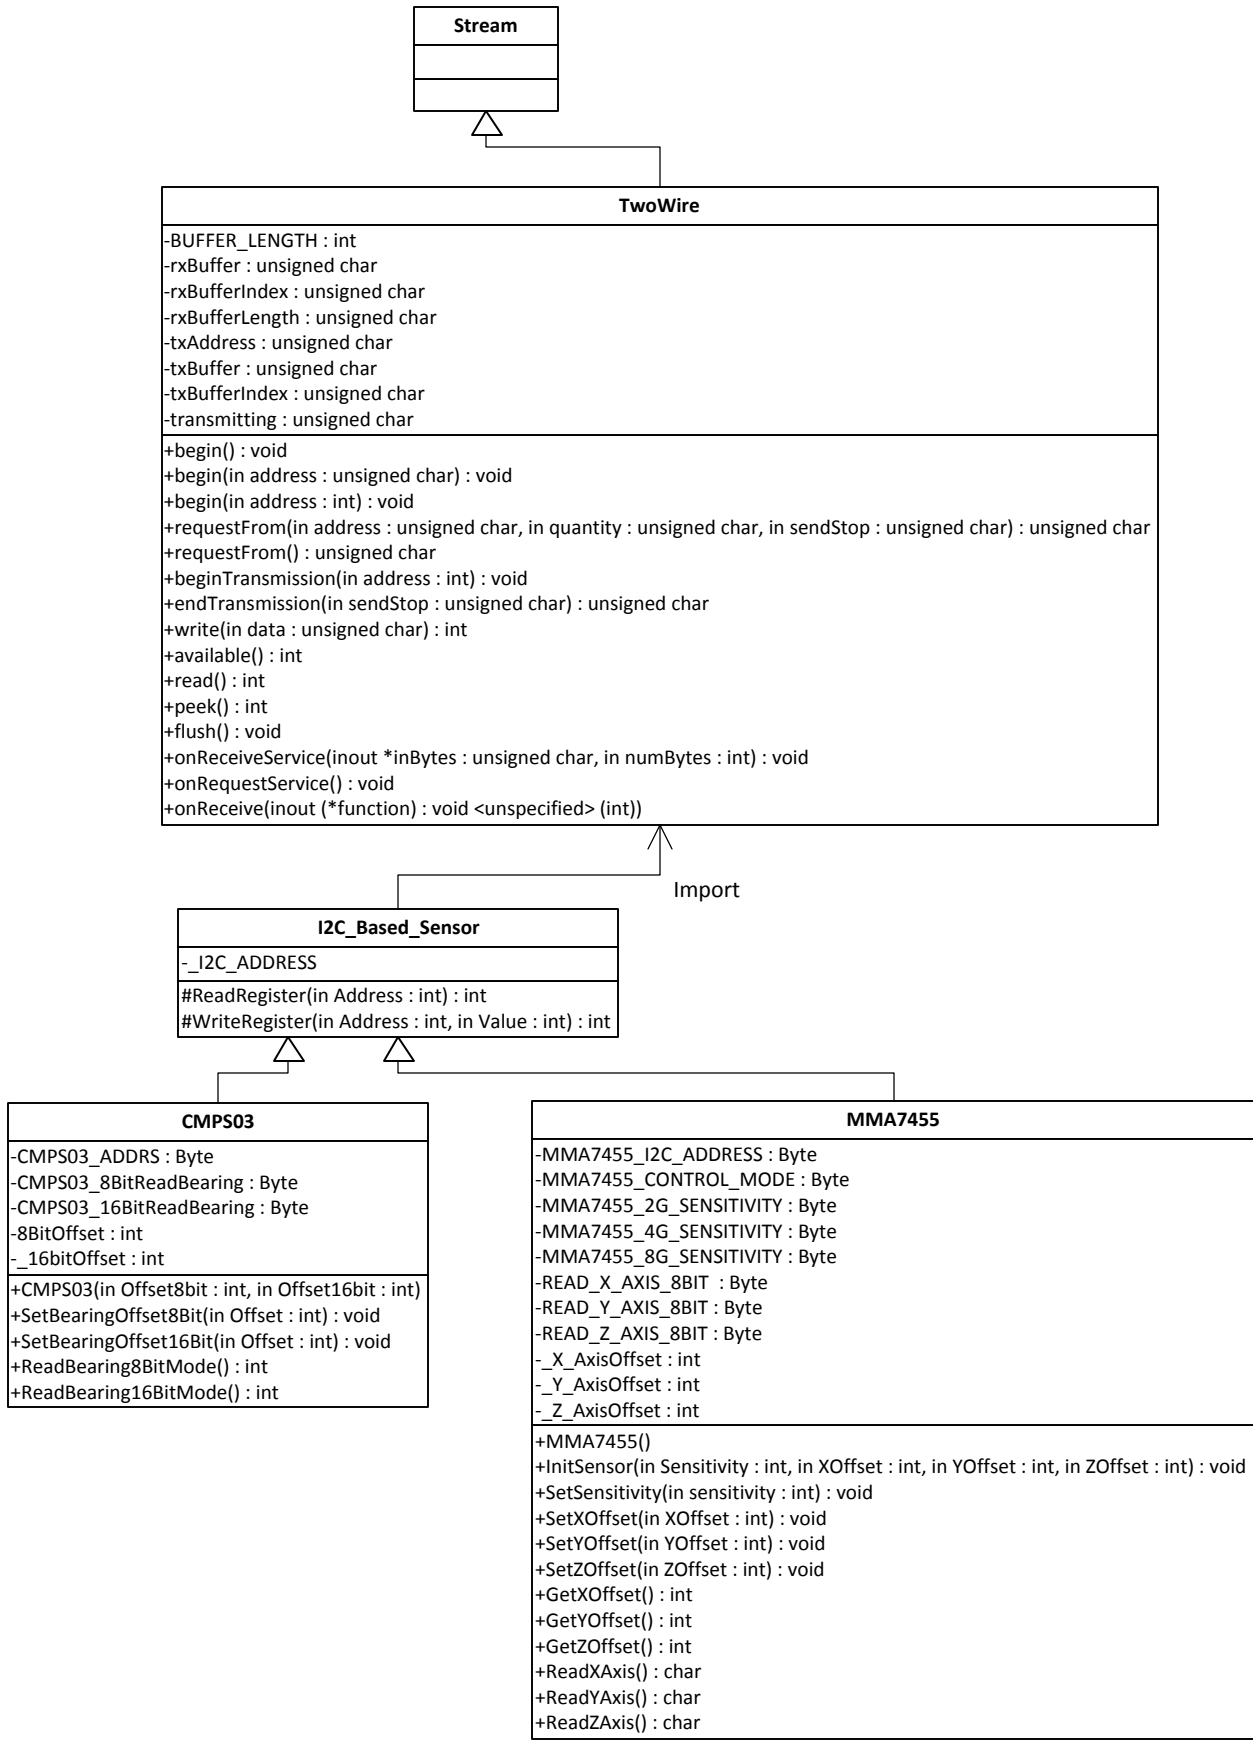 Stream
TwoWire
-BUFFER_LENGTH : int
-rxBuffer : unsigned char
-rxBufferIndex : unsigned char
-rxBufferLength : unsigned char
-txAddress : unsigned char
-txBuffer : unsigned char
-txBufferIndex : unsigned char
-transmitting : unsigned char
+begin() : void
+begin(in address : unsigned char) : void
+begin(in address : int) : void
+requestFrom(in address : unsigned char, in quantity : unsigned char, in sendStop : unsigned char) : unsigned char
+requestFrom() : unsigned char
+beginTransmission(in address : int) : void
+endTransmission(in sendStop : unsigned char) : unsigned char
+write(in data : unsigned char) : int
+available() : int
+read() : int
+peek() : int
+flush() : void
+onReceiveService(inout *inBytes : unsigned char, in numBytes : int) : void
+onRequestService() : void
+onReceive(inout (*function) : void <unspecified> (int))
Import
I2C_Based_Sensor
-_I2C_ADDRESS
#ReadRegister(in Address : int) : int
#WriteRegister(in Address : int, in Value : int) : int
CMPS03
-CMPS03_ADDRS : Byte
-CMPS03_8BitReadBearing : Byte
-CMPS03_16BitReadBearing : Byte
-8BitOffset : int
-_16bitOffset : int
+CMPS03(in Offset8bit : int, in Offset16bit : int)
+SetBearingOffset8Bit(in Offset : int) : void
+SetBearingOffset16Bit(in Offset : int) : void
+ReadBearing8BitMode() : int
+ReadBearing16BitMode() : int
MMA7455
-MMA7455_I2C_ADDRESS : Byte
-MMA7455_CONTROL_MODE : Byte
-MMA7455_2G_SENSITIVITY : Byte
-MMA7455_4G_SENSITIVITY : Byte
-MMA7455_8G_SENSITIVITY : Byte
-READ_X_AXIS_8BIT : Byte
-READ_Y_AXIS_8BIT : Byte
-READ_Z_AXIS_8BIT : Byte
-_X_AxisOffset : int
-_Y_AxisOffset : int
-_Z_AxisOffset : int
+MMA7455()
+InitSensor(in Sensitivity : int, in XOffset : int, in YOffset : int, in ZOffset : int) : void
+SetSensitivity(in sensitivity : int) : void
+SetXOffset(in XOffset : int) : void
+SetYOffset(in YOffset : int) : void
+SetZOffset(in ZOffset : int) : void
+GetXOffset() : int
+GetYOffset() : int
+GetZOffset() : int
+ReadXAxis() : char
+ReadYAxis() : char
+ReadZAxis() : char